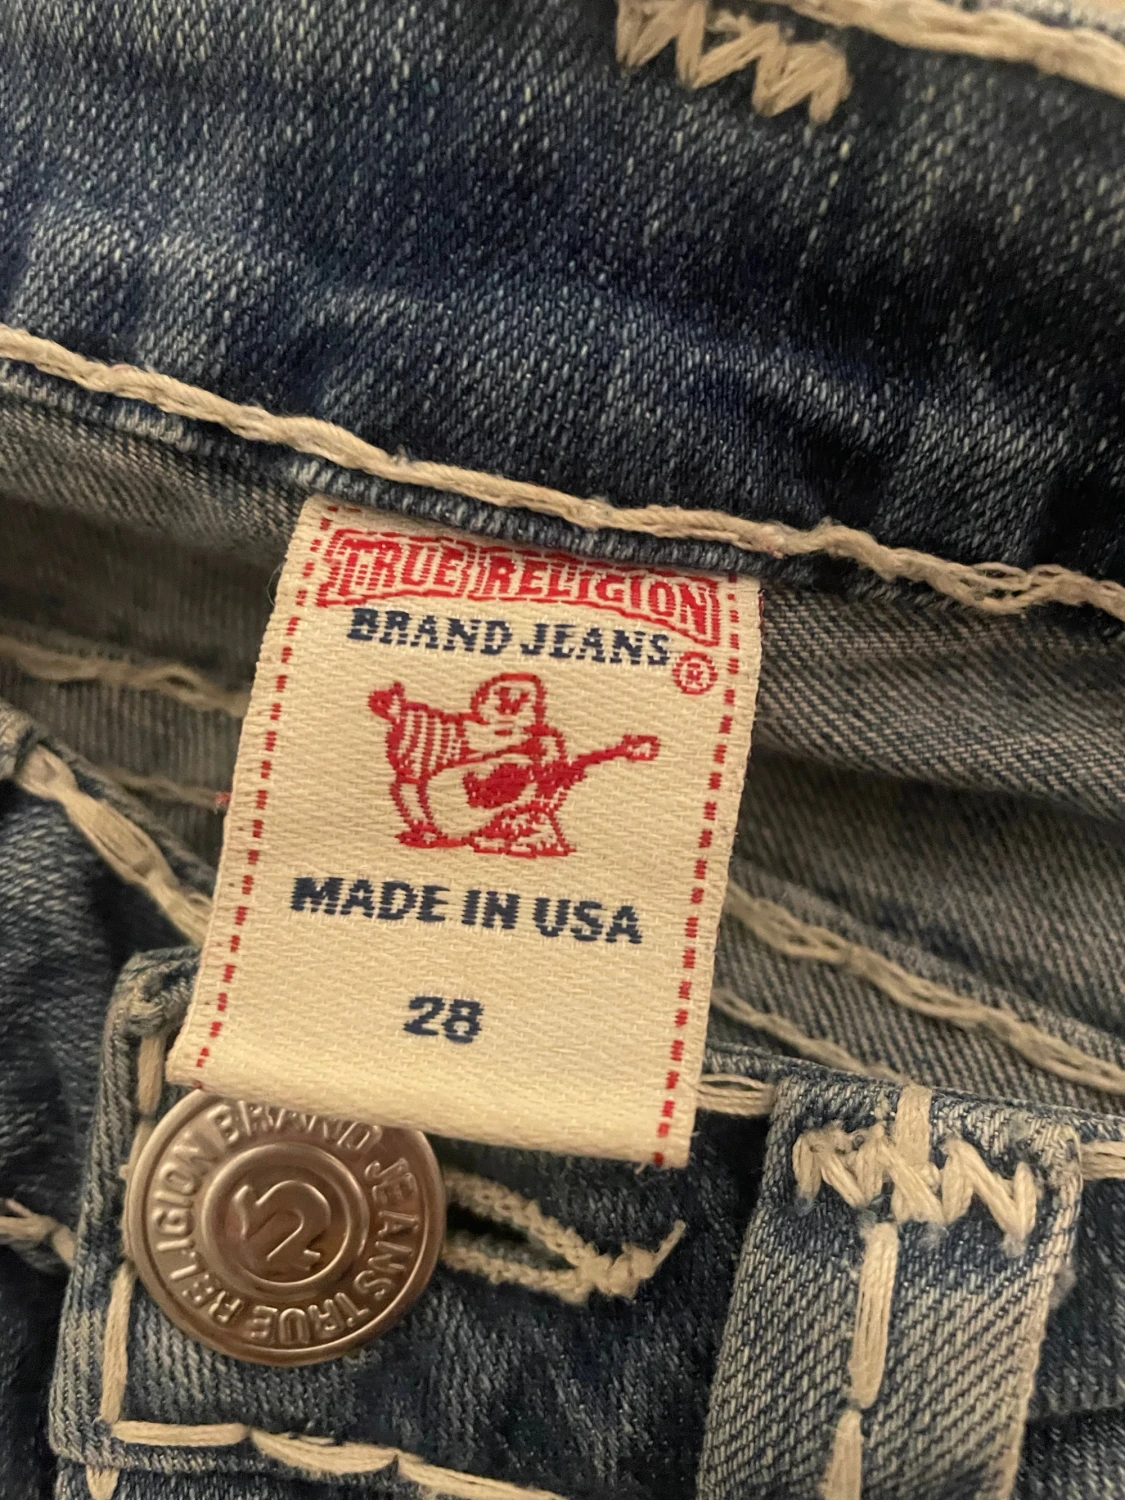 TRUE RELIGION
BRAND JEANS
®
MADE IN USA
28
TRUE RELIGION BRAND JEANS